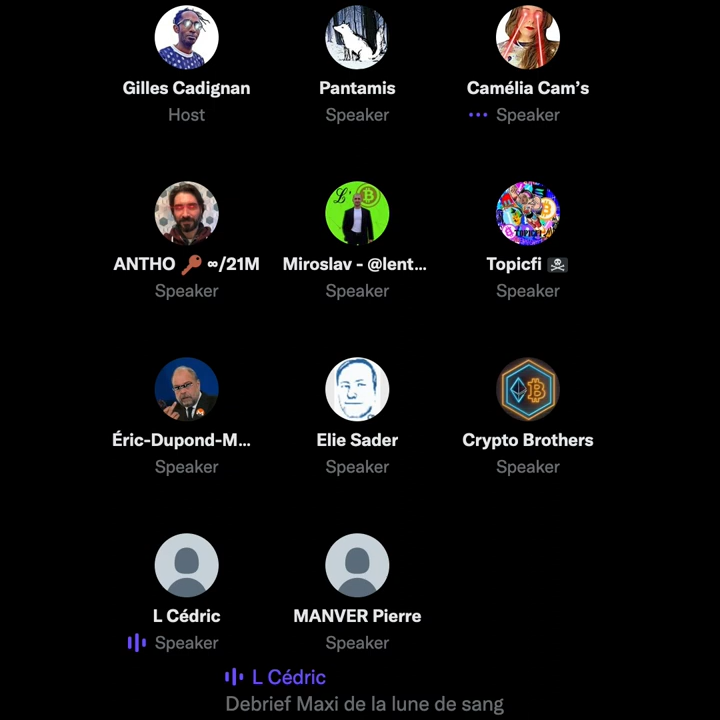 Gilles Cadignan
Host
Pantamis
Speaker
Camélia Cam’s
Speaker
ANTHO 🗝️ ∞/21M
Speaker
Miroslav - @lent...
Speaker
Topicfi ☠️
Speaker
Éric-Dupond-M...
Speaker
Elie Sader
Speaker
Crypto Brothers
Speaker
L Cédric
Speaker
MANVER Pierre
Speaker
L Cédric
Debrief Maxi de la lune de sang